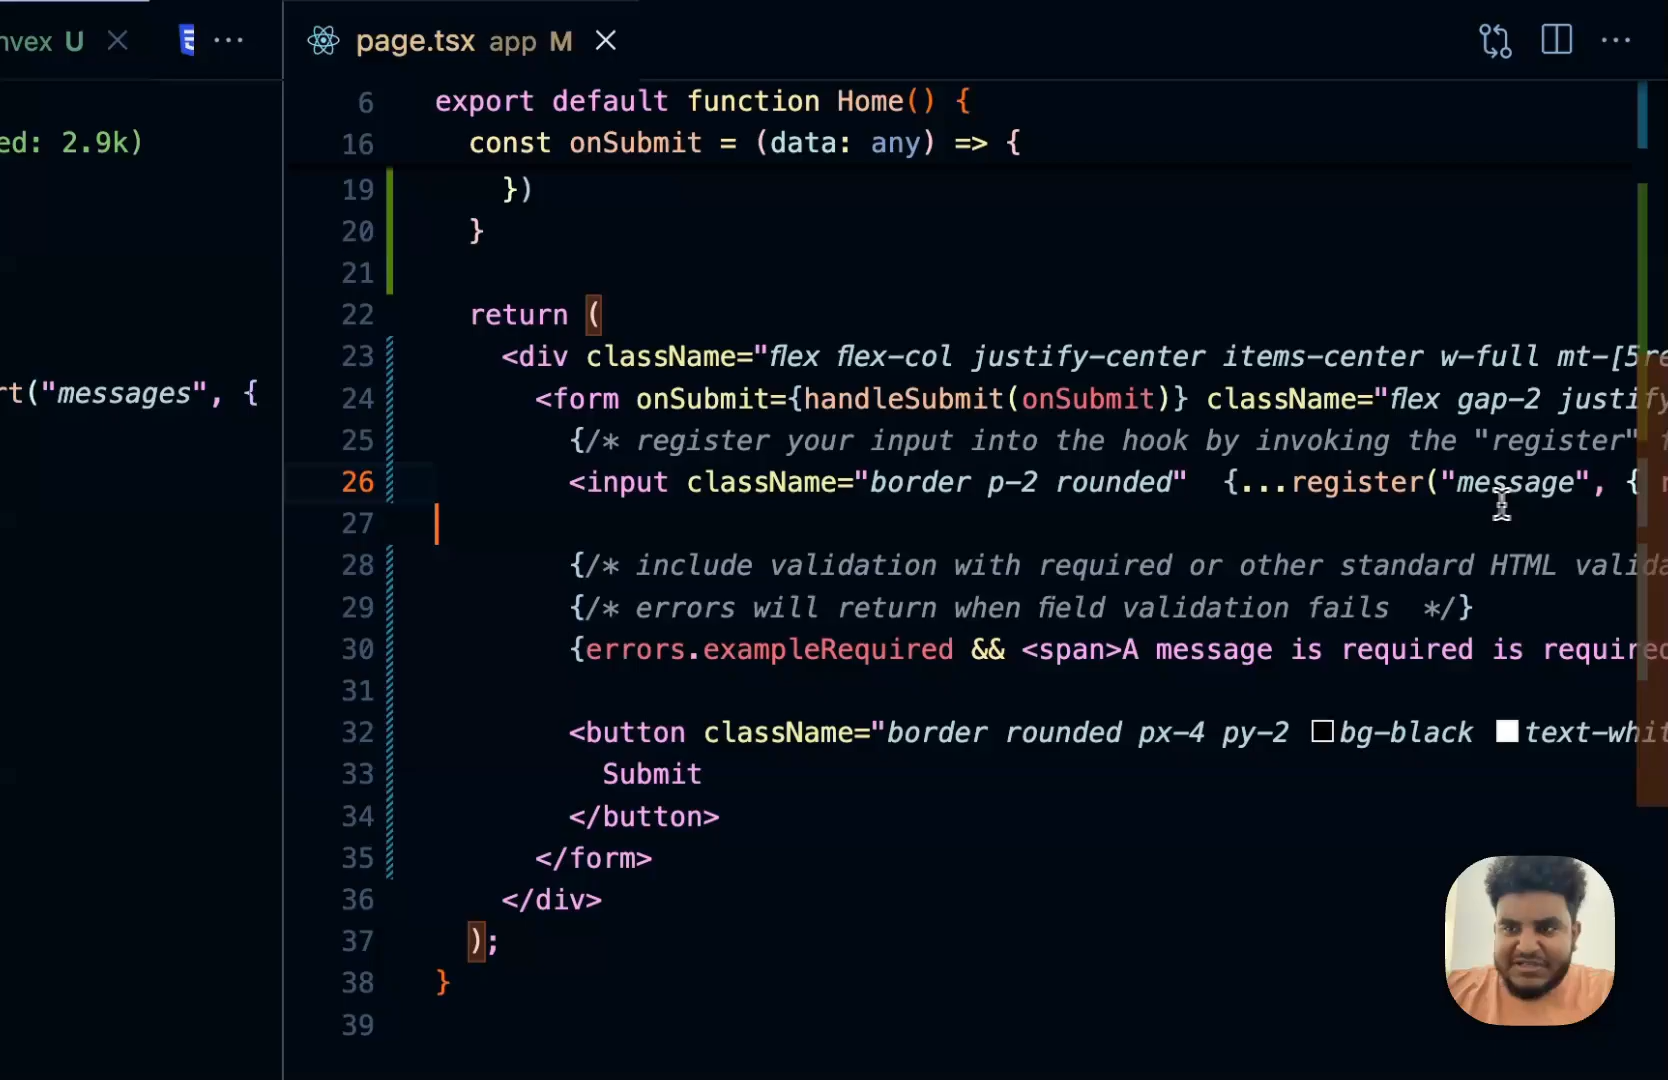 nvex U
page.tsx app M
ed: 2.9k)
rt("messages", {
6 export default function Home() {
16 const onSubmit = (data: any) => {
19 })
20 }
21
22 return (
23 <div className="flex flex-col justify-center items-center w-full mt-[5re
24 <form onSubmit={handleSubmit(onSubmit)} className="flex gap-2 justify
25 {/* register your input into the hook by invoking the "register" f
26 <input className="border p-2 rounded" {...register("message", { r
27
28 {/* include validation with required or other standard HTML valida
29 {/* errors will return when field validation fails */}
30 {errors.exampleRequired && <span>A message is required is required
31
32 <button className="border rounded px-4 py-2 bg-black text-whit
33 Submit
34 </button>
35 </form>
36 </div>
37 );
38 }
39